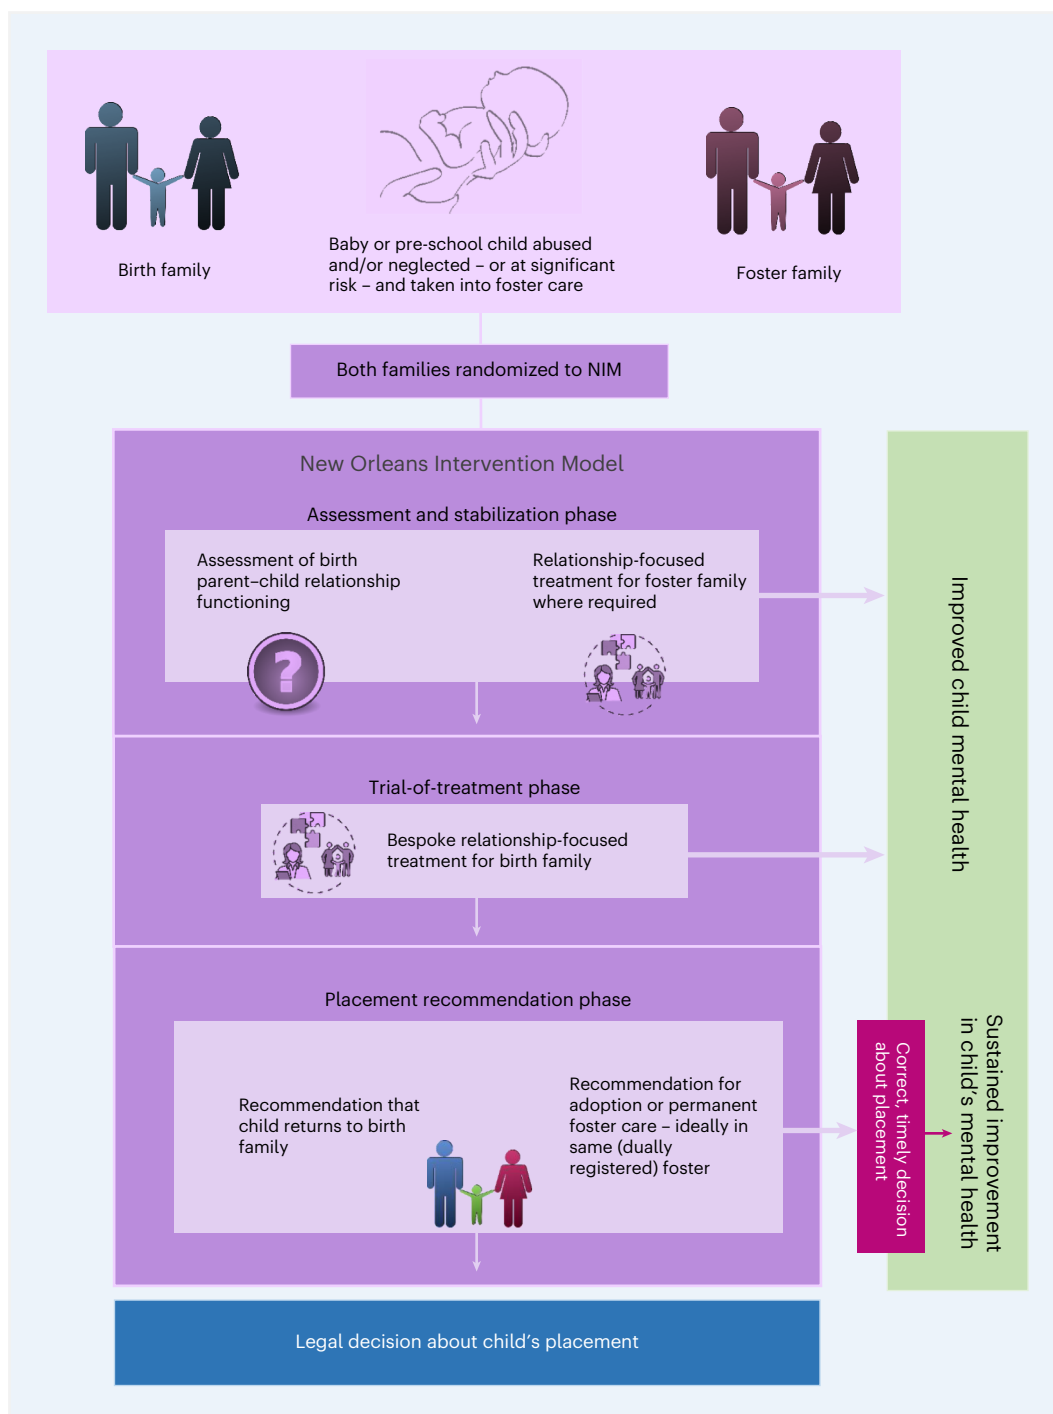 Birth family
Baby or pre-school child abused
and/or neglected – or at significant
risk – and taken into foster care
Foster family
Both families randomized to NIM
New Orleans Intervention Model
Assessment and stabilization phase
Assessment of birth
parent–child relationship
functioning
Relationship-focused
treatment for foster family
where required
?
Trial-of-treatment phase
Bespoke relationship-focused
treatment for birth family
Placement recommendation phase
Recommendation that
child returns to birth
family
Recommendation for
adoption or permanent
foster care – ideally in
same (dually
registered) foster
Correct, timely decision
about placement
Improved child mental health
Sustained improvement
in child’s mental health
Legal decision about child’s placement